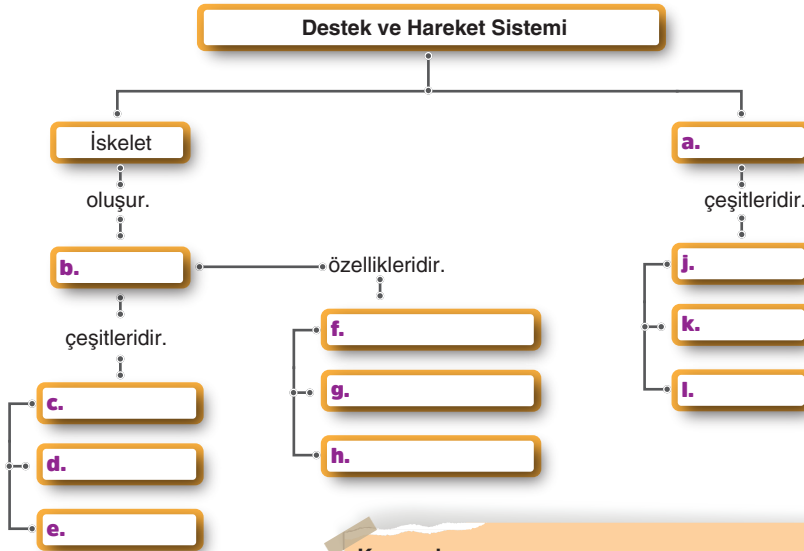 Destek ve Hareket Sistemi
İskelet
a.
oluşur.
çeşitleridir.
b.
özellikleridir.
j.
çeşitleridir.
f.
k.
c.
g.
l.
d.
h.
e.